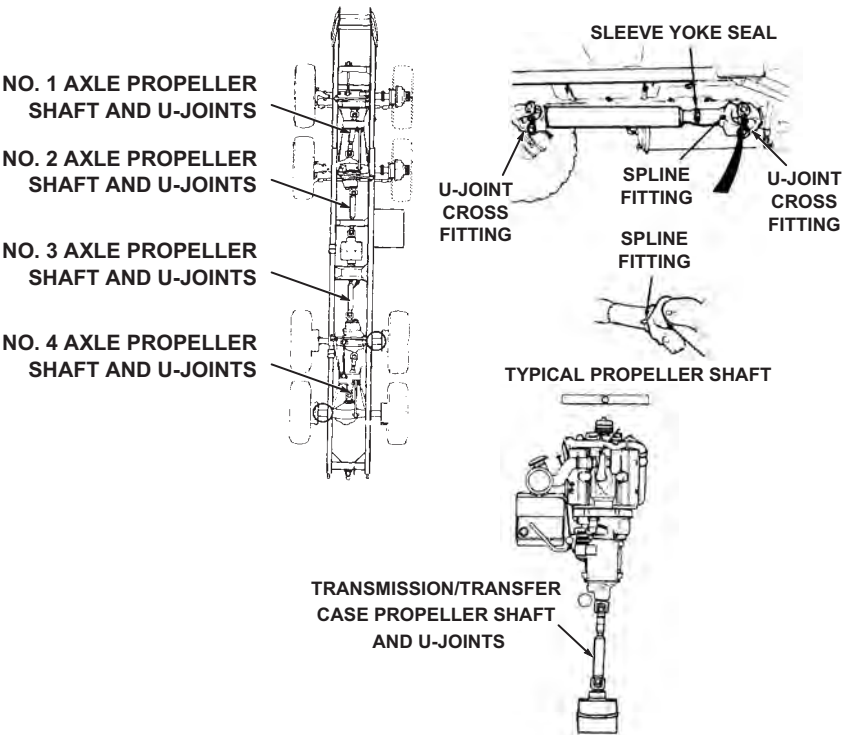 NO. 1 AXLE PROPELLER
SHAFT AND U-JOINTS
NO. 2 AXLE PROPELLER
SHAFT AND U-JOINTS
NO. 3 AXLE PROPELLER
SHAFT AND U-JOINTS
NO. 4 AXLE PROPELLER
SHAFT AND U-JOINTS
SLEEVE YOKE SEAL
U-JOINT
CROSS
FITTING
SPLINE
FITTING
U-JOINT
CROSS
FITTING
SPLINE
FITTING
TYPICAL PROPELLER SHAFT
TRANSMISSION/TRANSFER
CASE PROPELLER SHAFT
AND U-JOINTS